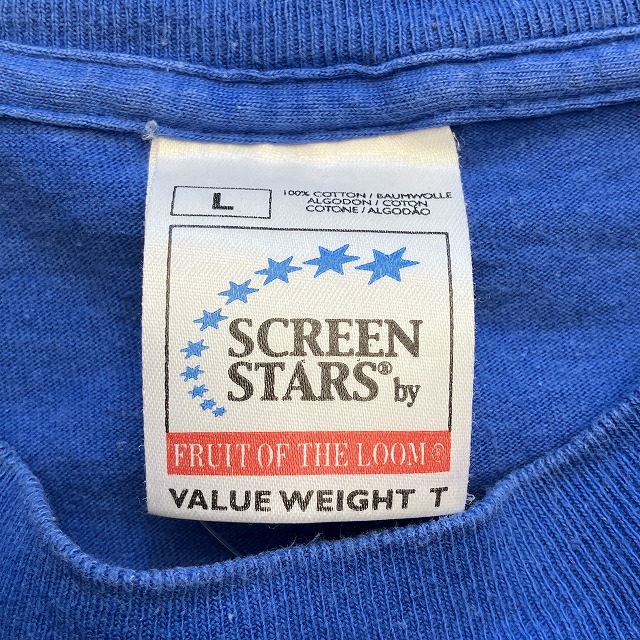 L
100% COTTON / BAUMWOLLE
ALGODON / COTON
COTONE / ALGODÃO
SCREEN
STARS® by
FRUIT OF THE LOOM®
VALUE WEIGHT T